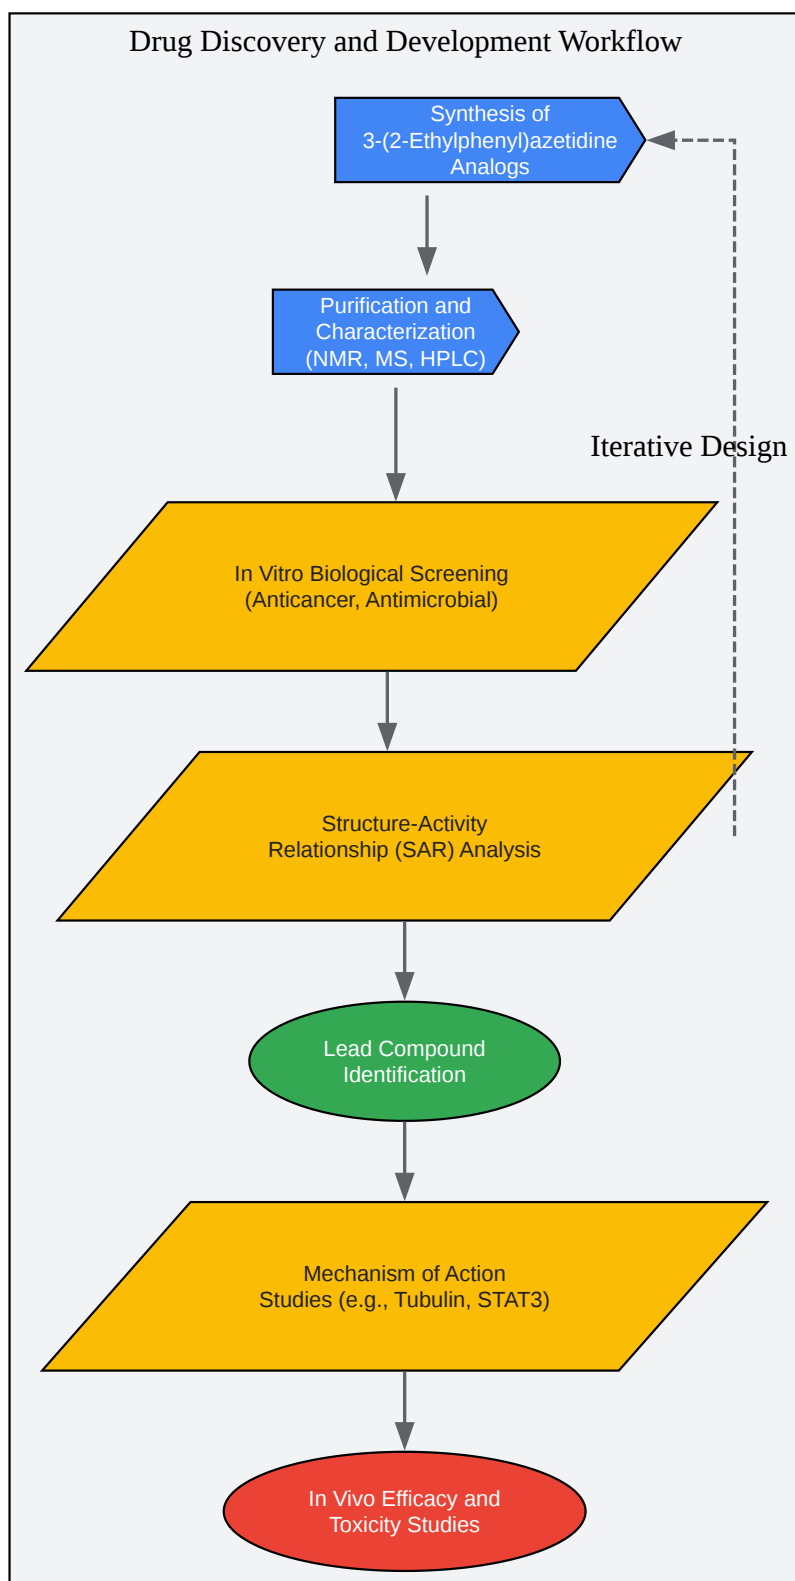 Drug Discovery and Development Workflow
Synthesis of
3-(2-Ethylphenyl)azetidine
Analogs
Purification and
Characterization
(NMR, MS, HPLC)
Iterative Design
In Vitro Biological Screening
(Anticancer, Antimicrobial)
Structure-Activity
Relationship (SAR) Analysis
Lead Compound
Identification
Mechanism of Action
Studies (e.g., Tubulin, STAT3)
In Vivo Efficacy and
Toxicity Studies